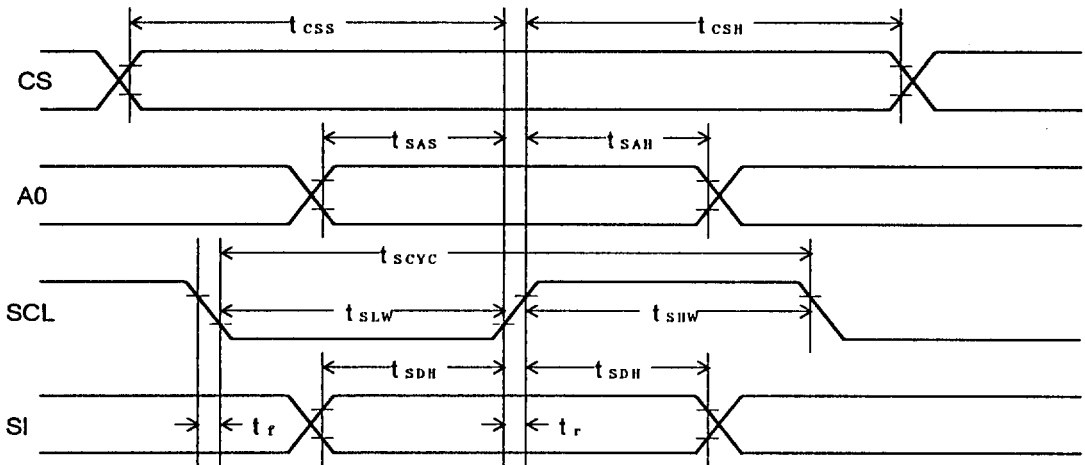 tCSS tCSH
CS
tSAS tSAH
A0
tSCYC
SCL
tSLW tSHW
tSDH tSDH
SI
tf tr